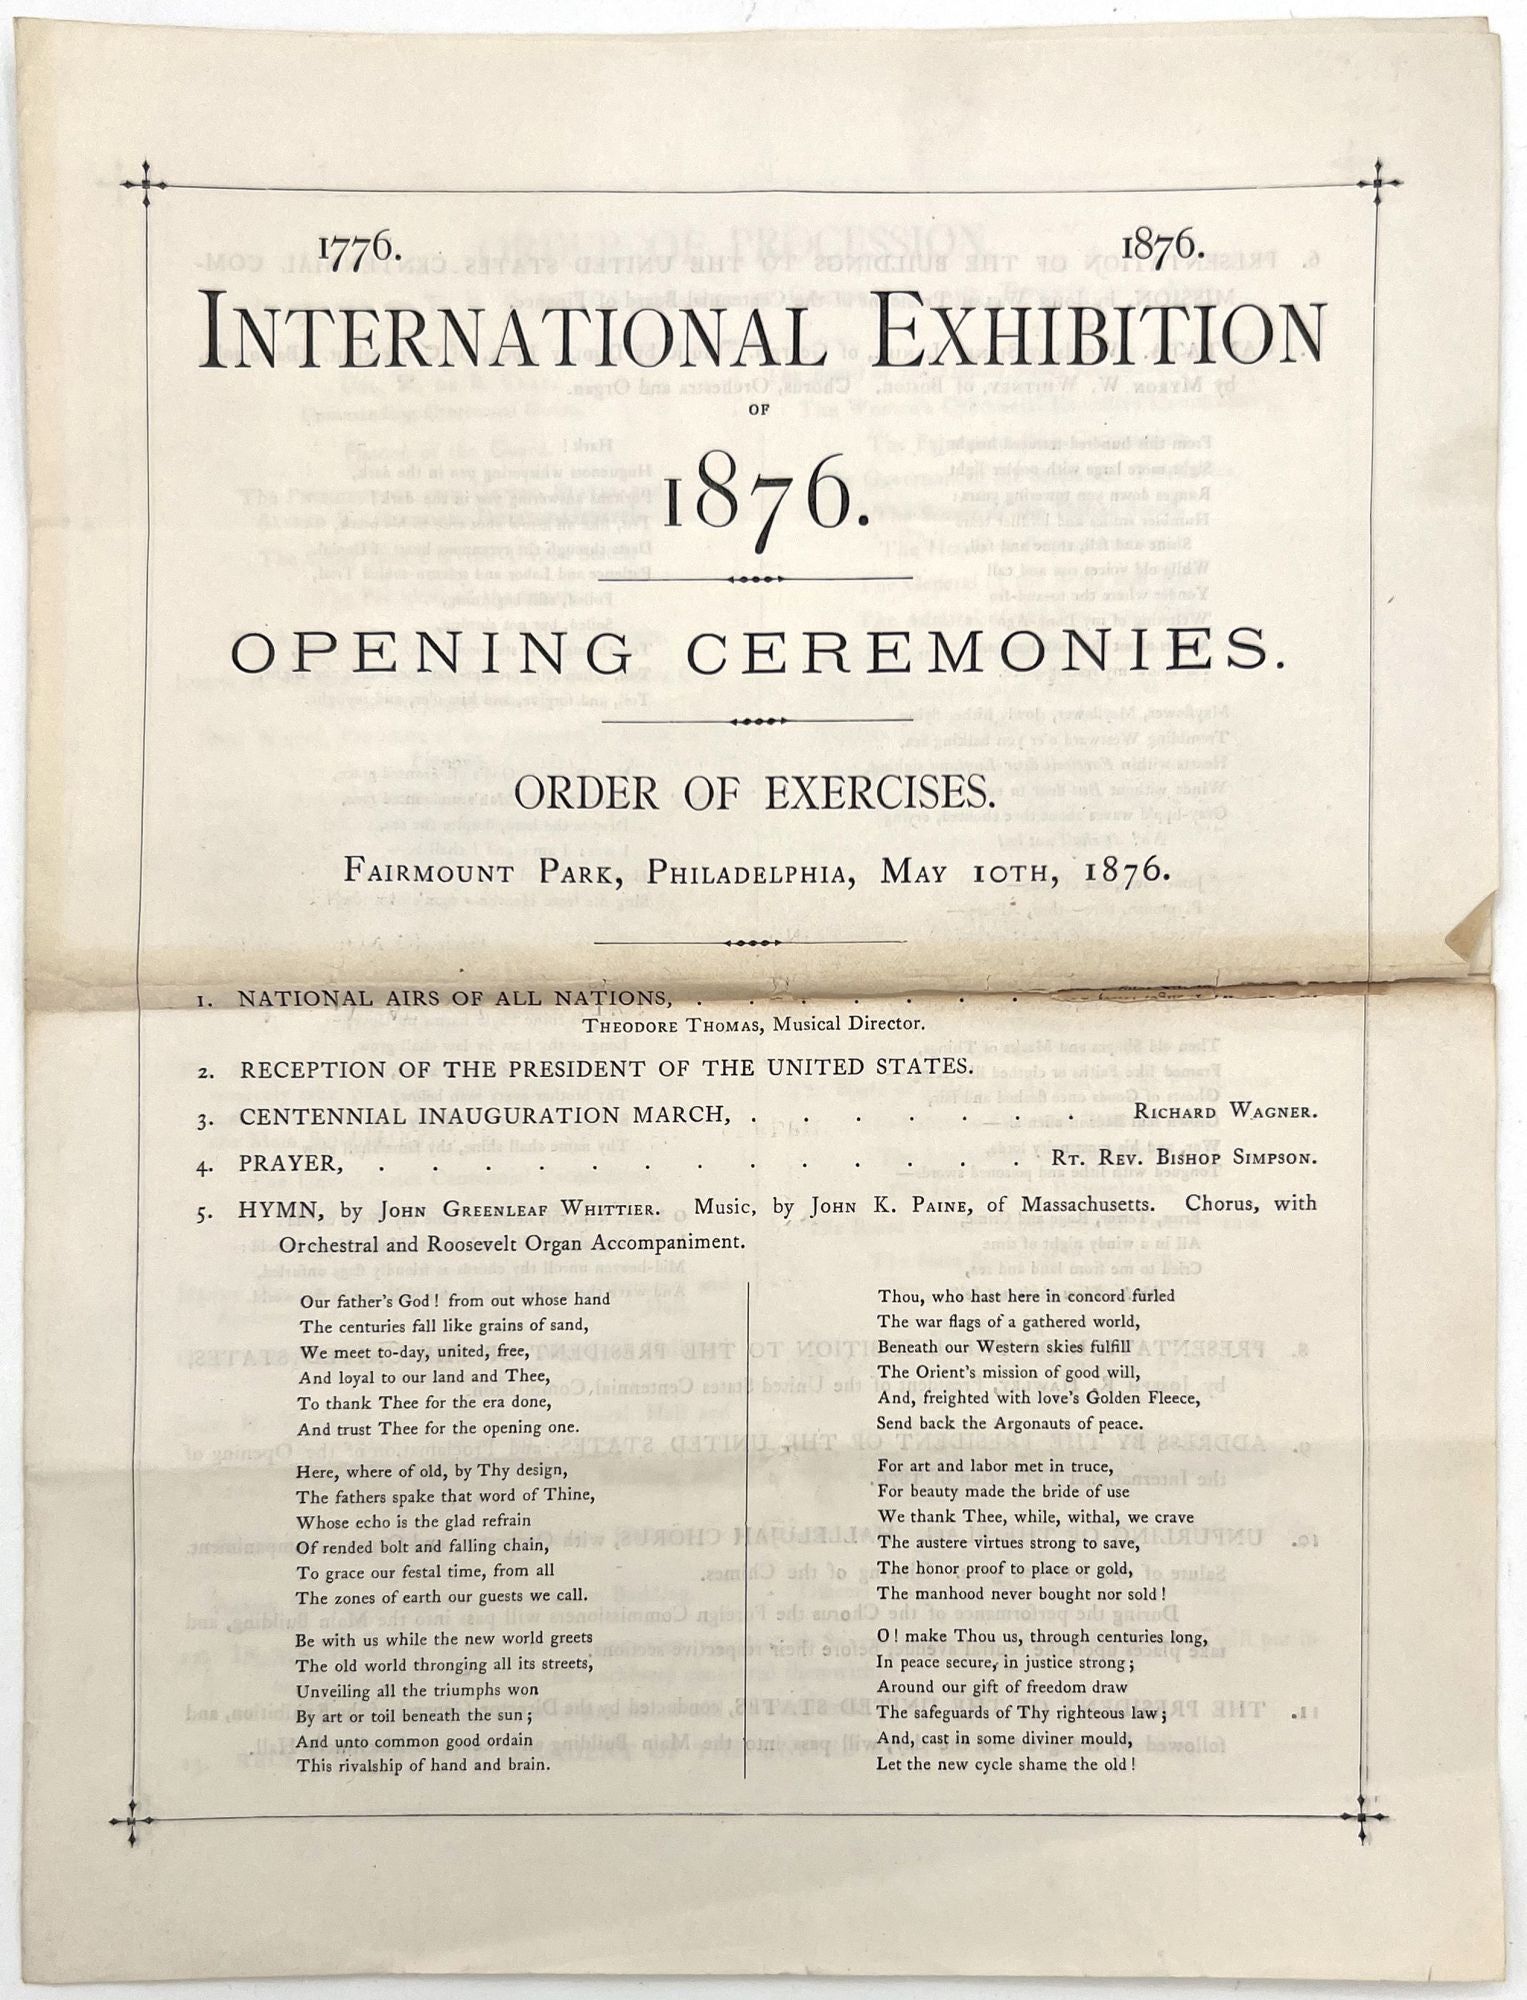 1776. 1876.
INTERNATIONAL EXHIBITION
OF
1876.
OPENING CEREMONIES.
ORDER OF EXERCISES.
FAIRMOUNT PARK, PHILADELPHIA, MAY 10TH, 1876.
1. NATIONAL AIRS OF ALL NATIONS, . . . . . . .
THEODORE THOMAS, Musical Director.
2. RECEPTION OF THE PRESIDENT OF THE UNITED STATES.
3. CENTENNIAL INAUGURATION MARCH, . . . . . . . RICHARD WAGNER.
4. PRAYER, . . . . . . . . . . . . . RT. REV. BISHOP SIMPSON.
5. HYMN, by JOHN GREENLEAF WHITTIER. Music, by JOHN K. PAINE, of Massachusetts. Chorus, with
Orchestral and Roosevelt Organ Accompaniment.
Our father's God! from out whose hand
The centuries fall like grains of sand,
We meet to-day, united, free,
And loyal to our land and Thee,
To thank Thee for the era done,
And trust Thee for the opening one.
Here, where of old, by Thy design,
The fathers spake that word of Thine,
Whose echo is the glad refrain
Of rended bolt and falling chain,
To grace our festal time, from all
The zones of earth our guests we call.
Be with us while the new world greets
The old world thronging all its streets,
Unveiling all the triumphs won
By art or toil beneath the sun;
And unto common good ordain
This rivalship of hand and brain.
Thou, who hast here in concord furled
The war flags of a gathered world,
Beneath our Western skies fulfill
The Orient's mission of good will,
And, freighted with love's Golden Fleece,
Send back the Argonauts of peace.
For art and labor met in truce,
For beauty made the bride of use
We thank Thee, while, withal, we crave
The austere virtues strong to save,
The honor proof to place or gold,
The manhood never bought nor sold!
O! make Thou us, through centuries long,
In peace secure, in justice strong;
Around our gift of freedom draw
The safeguards of Thy righteous law;
And, cast in some diviner mould,
Let the new cycle shame the old!